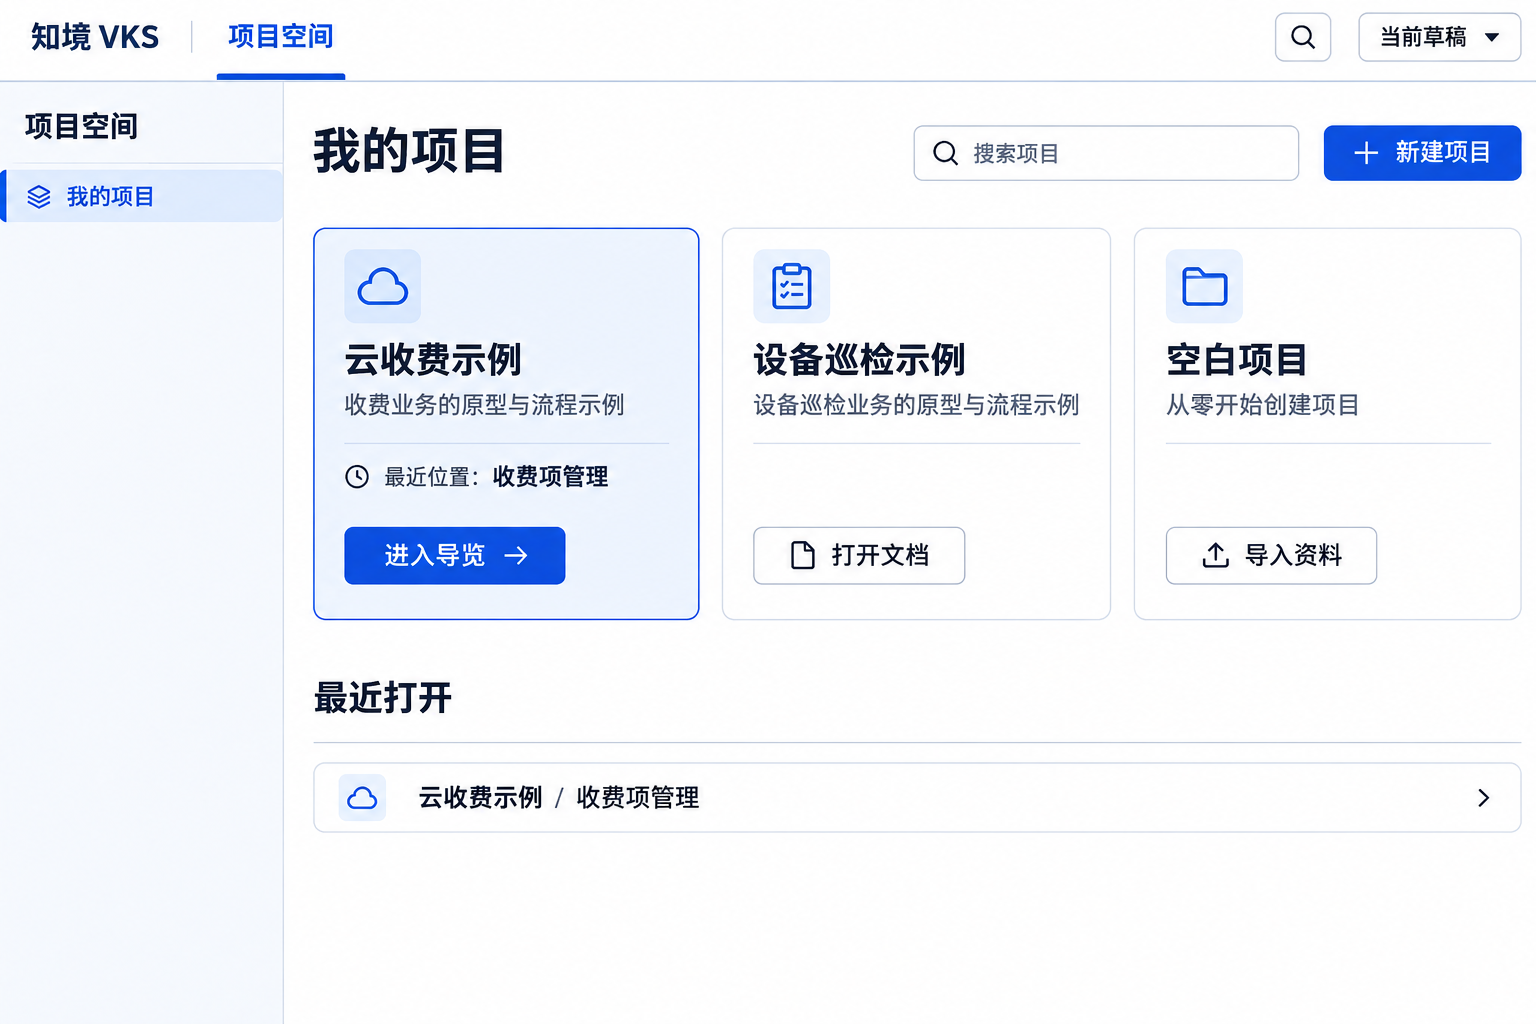 知境 VKS
项目空间
当前草稿
项目空间
我的项目
我的项目
搜索项目
新建项目
云收费示例
收费业务的原型与流程示例
最近位置：收费项管理
进入导览
设备巡检示例
设备巡检业务的原型与流程示例
打开文档
空白项目
从零开始创建项目
导入资料
最近打开
云收费示例 / 收费项管理